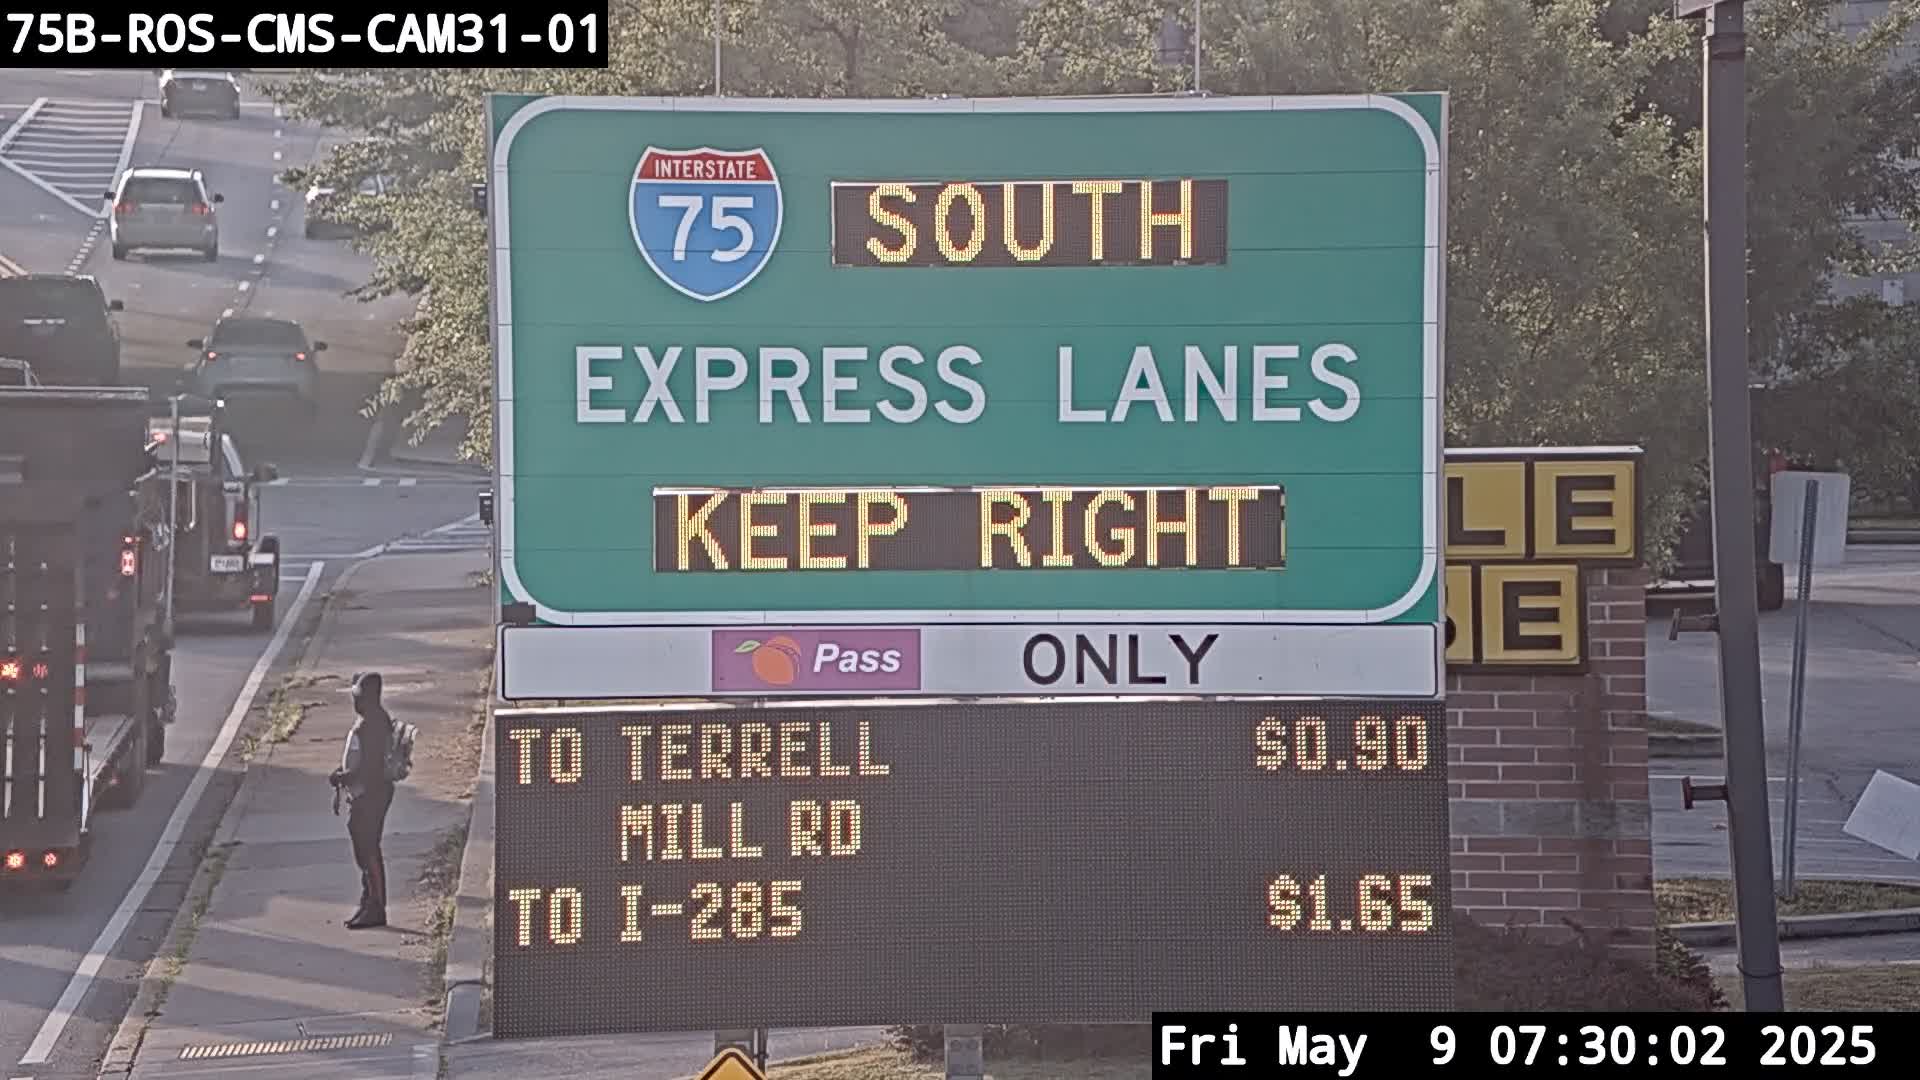 75B-ROS-CMS-CAM31-01
INTERSTATE
75
SOUTH
EXPRESS LANES
KEEP RIGHT
Pass ONLY
TO TERRELL $0.90
MILL RD
TO I-285 $1.65
LE
E
Fri May 9 07:30:02 2025